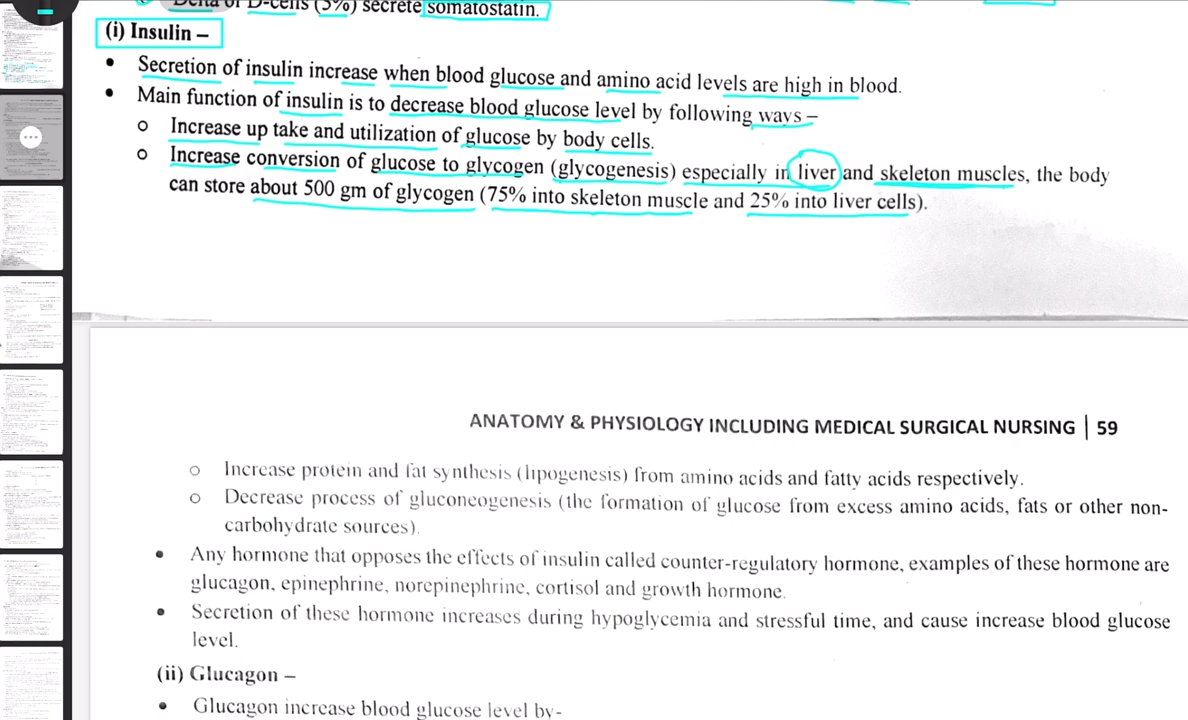 Delta or D-cells (5%) secrete somatostatin.
(i) Insulin –
• Secretion of insulin increase when blood glucose and amino acid levels are high in blood.
• Main function of insulin is to decrease blood glucose level by following ways –
o Increase up take and utilization of glucose by body cells.
o Increase conversion of glucose to glycogen (glycogenesis) especially in liver and skeleton muscles, the body
can store about 500 gm of glycogen (75% into skeleton muscle and 25% into liver cells).
ANATOMY & PHYSIOLOGY INCLUDING MEDICAL SURGICAL NURSING | 59
o Increase protein and fat synthesis (lipogenesis) from amino acids and fatty acids respectively.
o Decrease process of gluconeogenesis (the formation of glucose from excess amino acids, fats or other non-
carbohydrate sources).
• Any hormone that opposes the effects of insulin called counter-regulatory hormone, examples of these hormone are
glucagon, epinephrine, norepinephrine, cortisol and growth hormone.
• Secretion of these hormone increases during hypoglycemia and stressful time, and cause increase blood glucose
level.
(ii) Glucagon –
• Glucagon increase blood glucose level by-